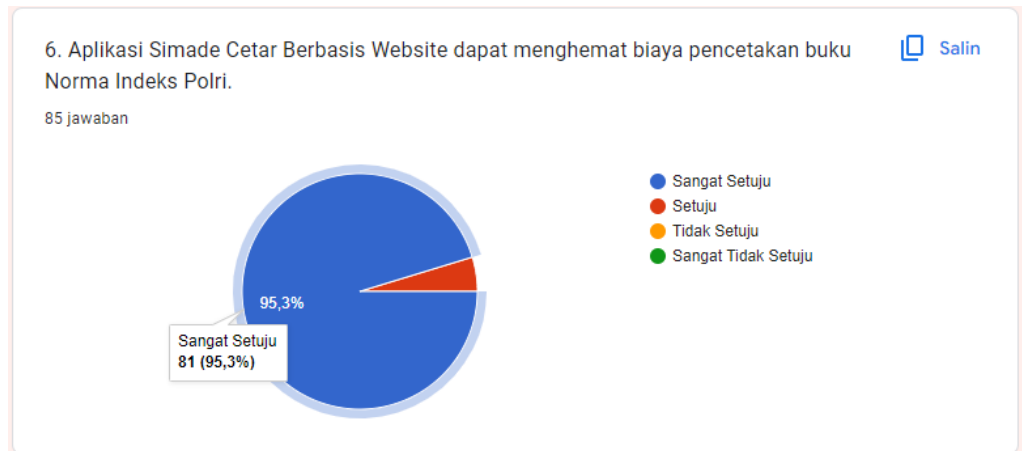 6. Aplikasi Simade Cetar Berbasis Website dapat menghemat biaya pencetakan buku
Norma Indeks Polri.
Salin
85 jawaban
Sangat Setuju
Setuju
Tidak Setuju
Sangat Tidak Setuju
95,3%
Sangat Setuju
81 (95,3%)